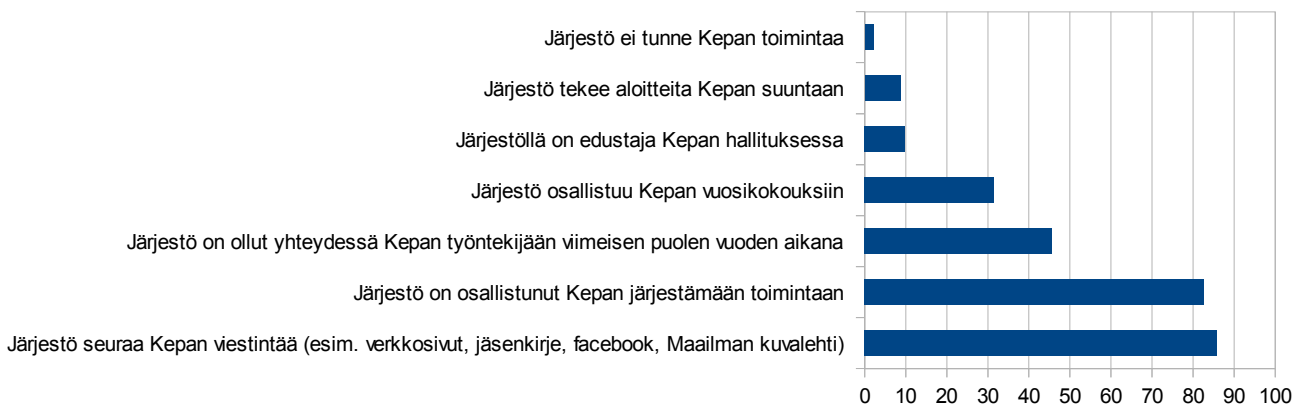 Järjestö ei tunne Kepan toimintaa
Järjestö tekee aloitteita Kepan suuntaan
Järjestöllä on edustaja Kepan hallituksessa
Järjestö osallistuu Kepan vuosikokouksiin
Järjestö on ollut yhteydessä Kepan työntekijään viimeisen puolen vuoden aikana
Järjestö on osallistunut Kepan järjestämään toimintaan
Järjestö seuraa Kepan viestintää (esim. verkkosivut, jäsenkirje, facebook, Maailman kuvalehti)
0 10 20 30 40 50 60 70 80 90 100